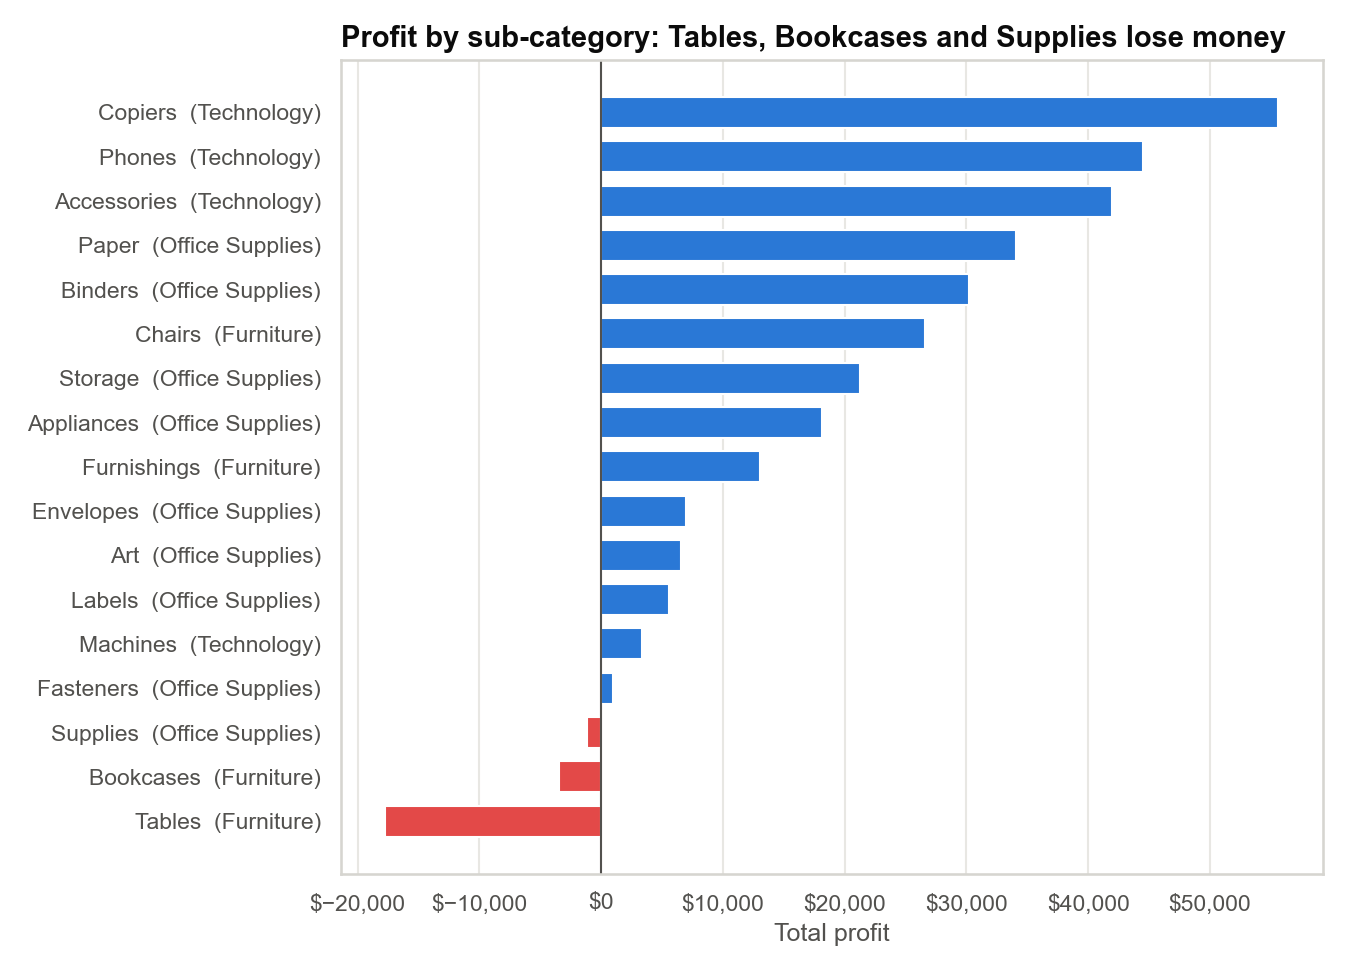 Profit by sub-category: Tables, Bookcases and Supplies lose money
Copiers (Technology)
Phones (Technology)
Accessories (Technology)
Paper (Office Supplies)
Binders (Office Supplies)
Chairs (Furniture)
Storage (Office Supplies)
Appliances (Office Supplies)
Furnishings (Furniture)
Envelopes (Office Supplies)
Art (Office Supplies)
Labels (Office Supplies)
Machines (Technology)
Fasteners (Office Supplies)
Supplies (Office Supplies)
Bookcases (Furniture)
Tables (Furniture)
$−20,000 $−10,000 $0 $10,000 $20,000 $30,000 $40,000 $50,000
Total profit